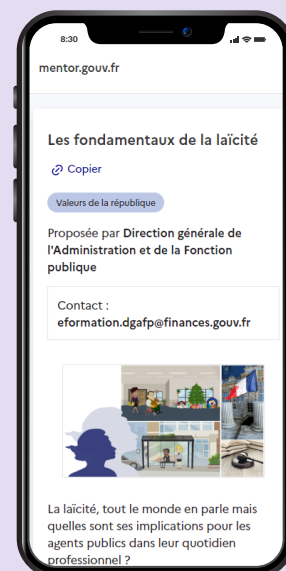 8:30
mentor.gouv.fr
Les fondamentaux de la laïcité
Copier
Valeurs de la république
Proposée par Direction générale de
l'Administration et de la Fonction
publique
Contact :
eformation.dgafp@finances.gouv.fr
La laïcité, tout le monde en parle mais
quelles sont ses implications pour les
agents publics dans leur quotidien
professionnel ?